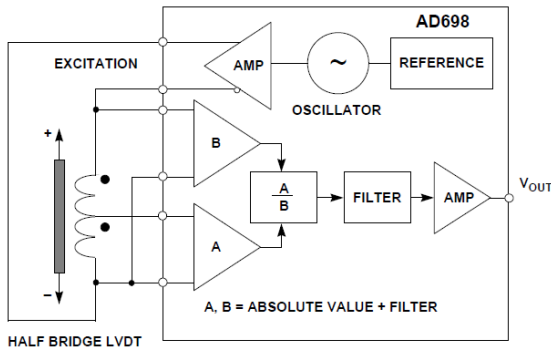 AD698
EXCITATION
AMP
~
REFERENCE
OSCILLATOR
+
B
A
B
FILTER
AMP
VOUT
A
–
A, B = ABSOLUTE VALUE + FILTER
HALF BRIDGE LVDT